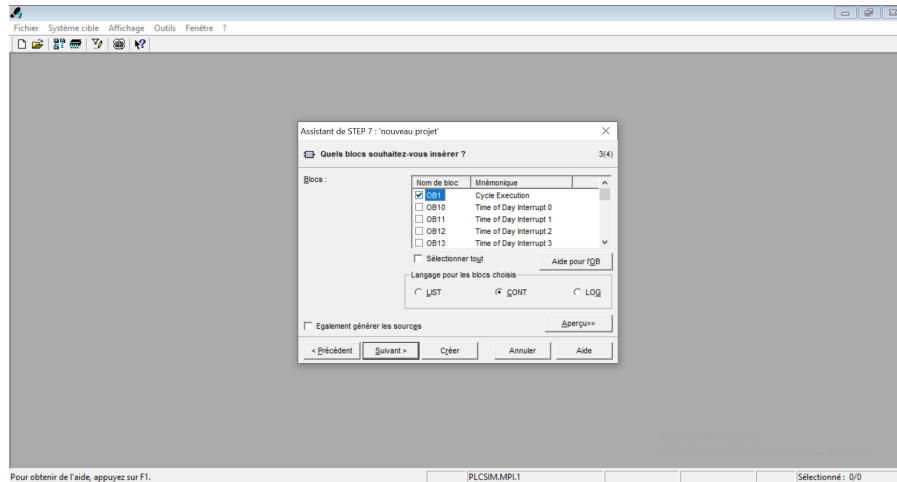 Fichier Système cible Affichage Outils Fenêtre ?
Assistant de STEP 7 : 'nouveau projet'
Quels blocs souhaitez-vous insérer ? 3(4)
Blocs :
Nom de bloc Mnémonique
OB1 Cycle Execution
OB10 Time of Day Interrupt 0
OB11 Time of Day Interrupt 1
OB12 Time of Day Interrupt 2
OB13 Time of Day Interrupt 3
Sélectionner tout
Aide pour l'OB
Langage pour les blocs choisis
LIST CONT LOG
Egalement générer les sources
Aperçu>>
< Précédent Suivant > Créer Annuler Aide
Pour obtenir de l'aide, appuyez sur F1. PLCSIM.MPI.1 Sélectionné : 0/0